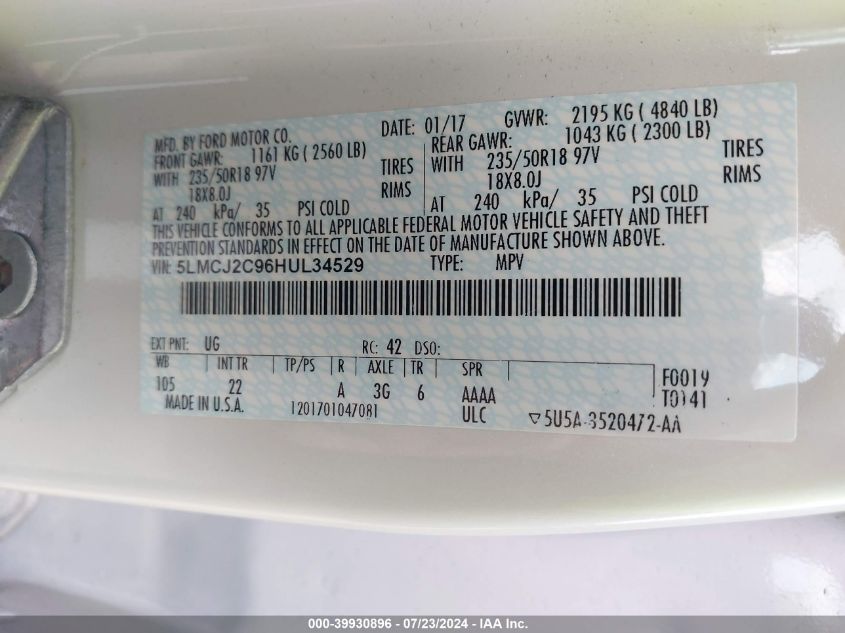 MFD. BY FORD MOTOR CO.
DATE: 01/17 GVWR: 2195 KG ( 4840 LB)
FRONT GAWR: 1161 KG ( 2560 LB)
WITH 235/50R18 97V TIRES
18X8.0J RIMS
AT 240 kPa/ 35 PSI COLD
REAR GAWR: 1043 KG ( 2300 LB)
WITH 235/50R18 97V TIRES
18X8.0J RIMS
AT 240 kPa/ 35 PSI COLD
THIS VEHICLE CONFORMS TO ALL APPLICABLE FEDERAL MOTOR VEHICLE SAFETY AND THEFT
PREVENTION STANDARDS IN EFFECT ON THE DATE OF MANUFACTURE SHOWN ABOVE.
VIN: 5LMCJ2C96HUL34529 TYPE: MPV
EXT PNT: UG RC: 42 DSO:
WB INT TR TP/PS R AXLE TR SPR
105 22 A 3G 6 AAAA
F0019
T0141
MADE IN U.S.A. 1201701047081 ULC ▽5U5A-3520472-AA
000-39930896 - 07/23/2024 - IAA Inc.